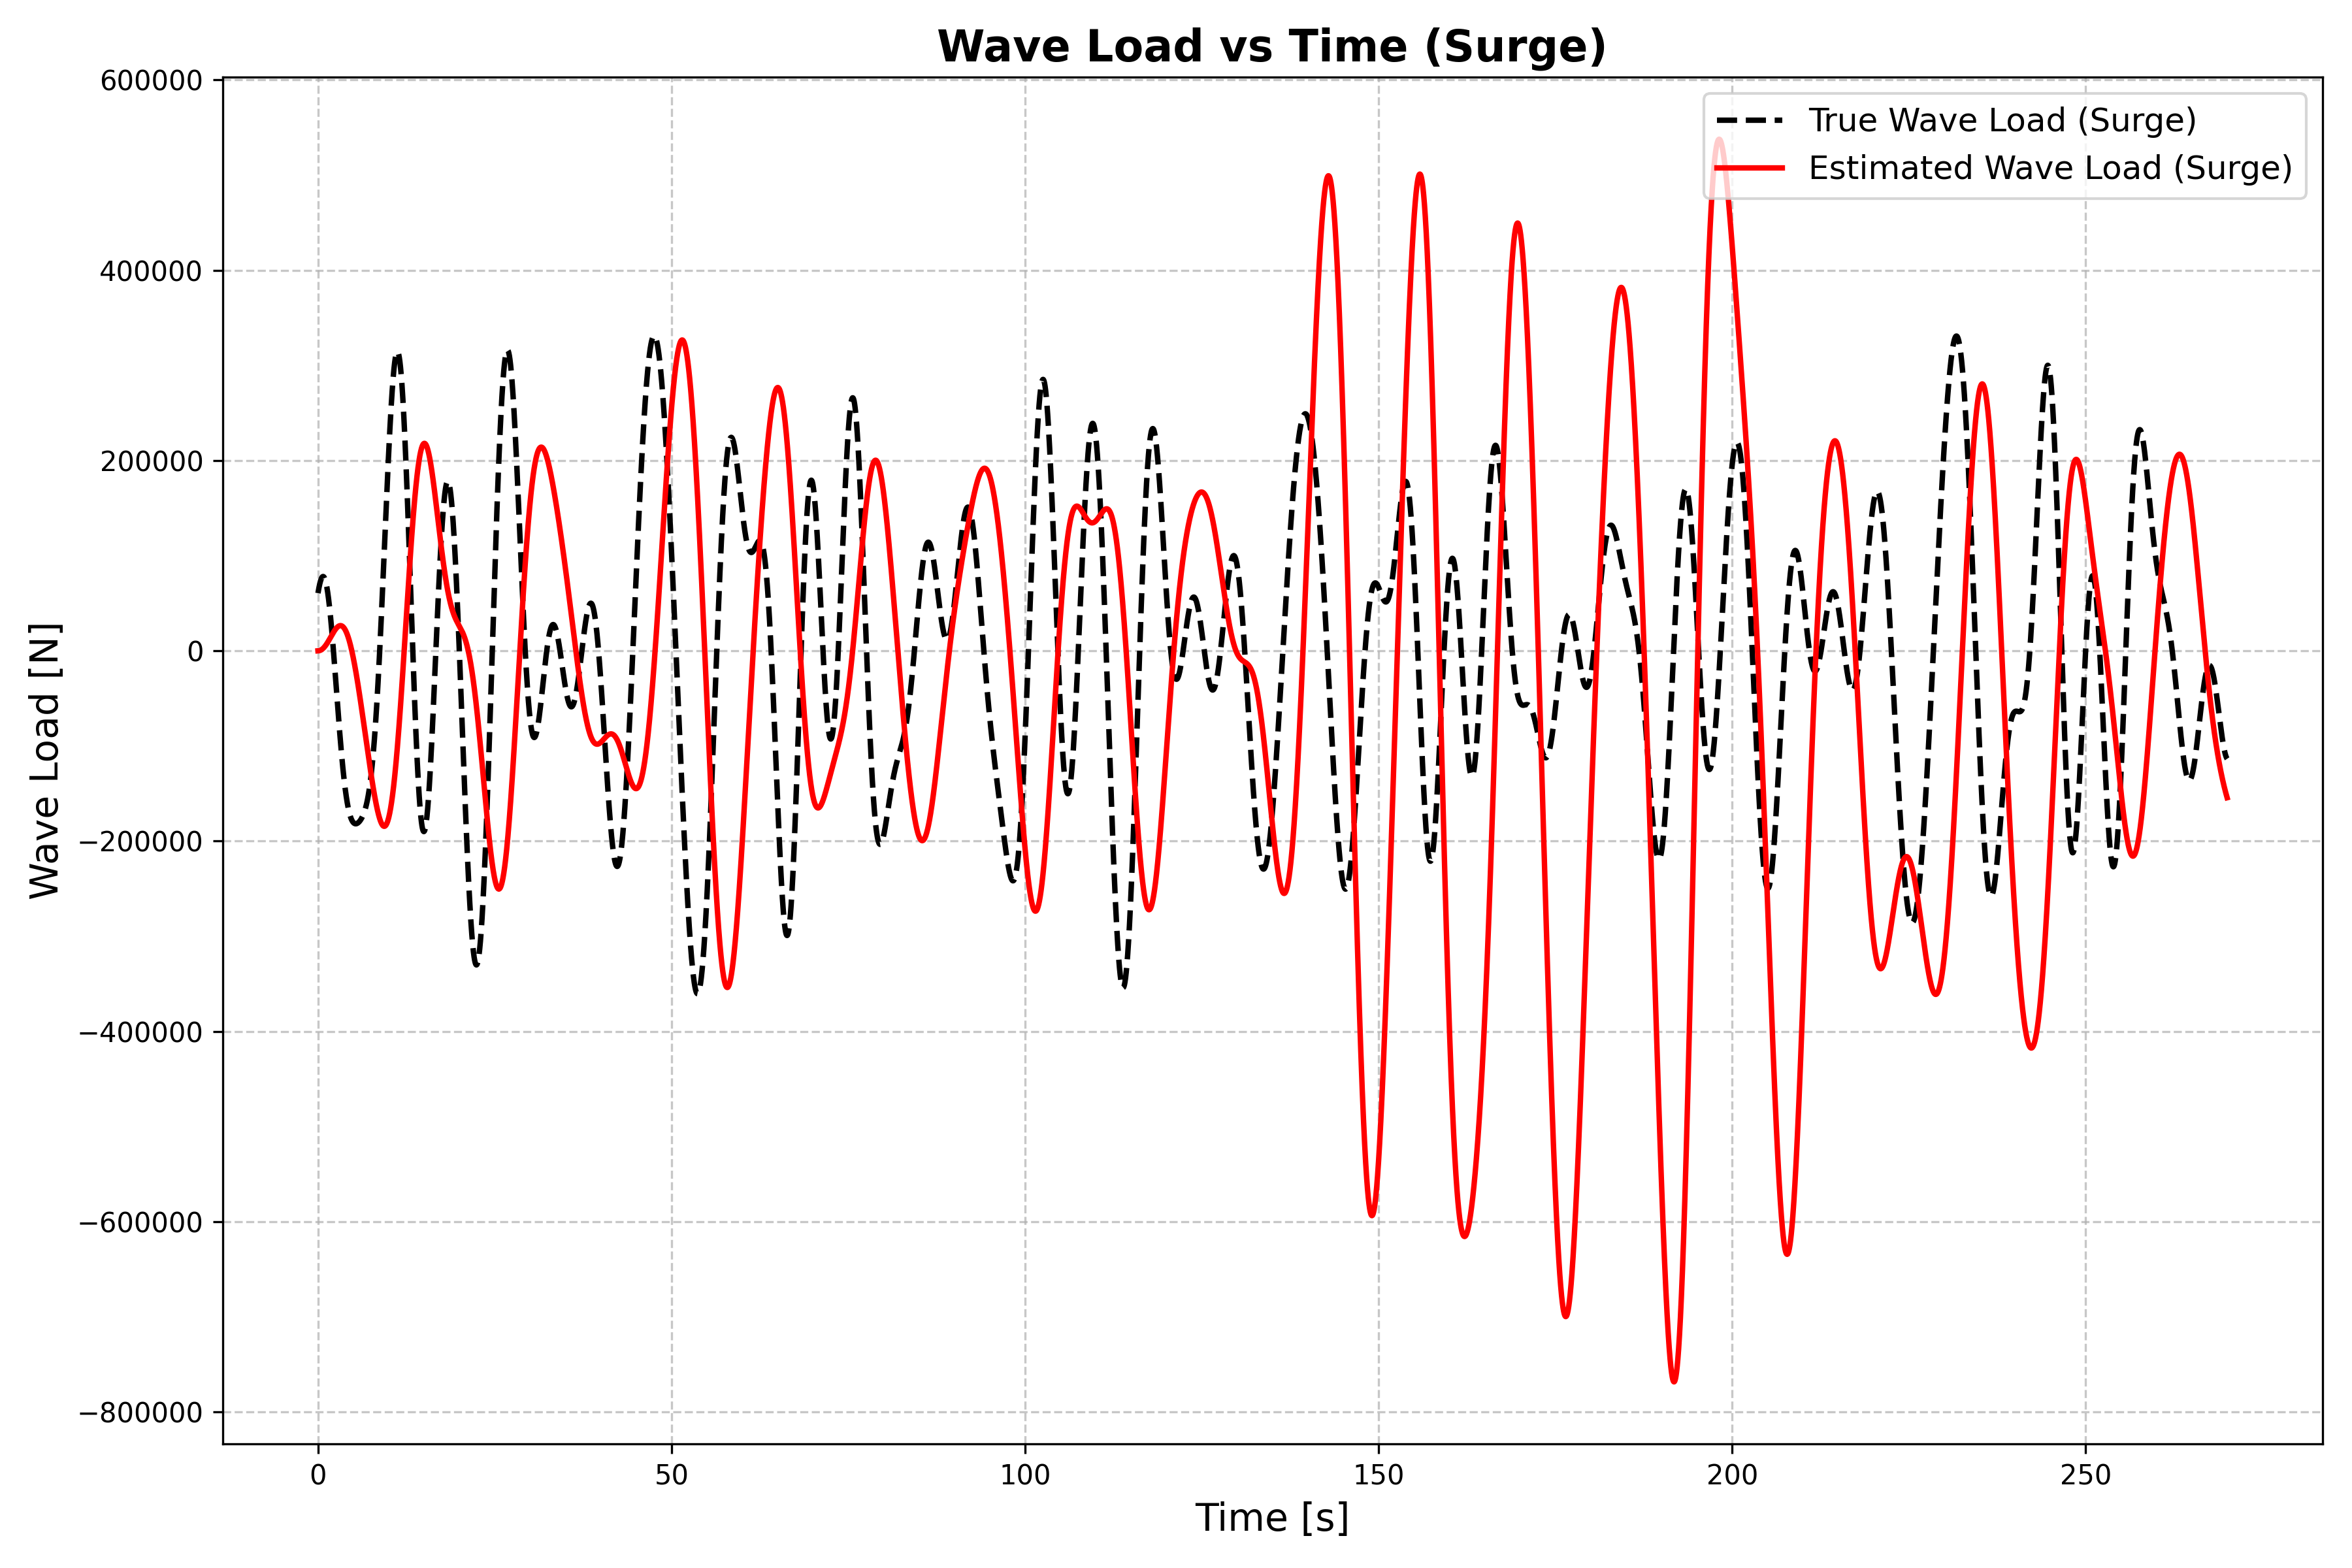 Wave Load vs Time (Surge)
True Wave Load (Surge)
Estimated Wave Load (Surge)
Wave Load [N]
600000
400000
200000
0
−200000
−400000
−600000
−800000
0 50 100 150 200 250
Time [s]